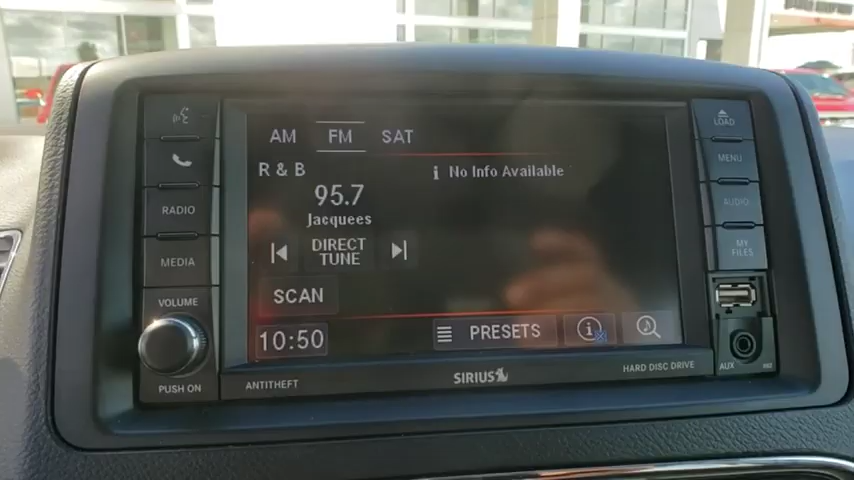 AM FM SAT
R & B
i No Info Available
95.7
Jacquees
DIRECT
TUNE
SCAN
10:50
PRESETS
i
RADIO
MEDIA
VOLUME
PUSH ON
LOAD
MENU
AUDIO
MY
FILES
AUX
ANTITHEFT
SIRIUS
HARD DISC DRIVE